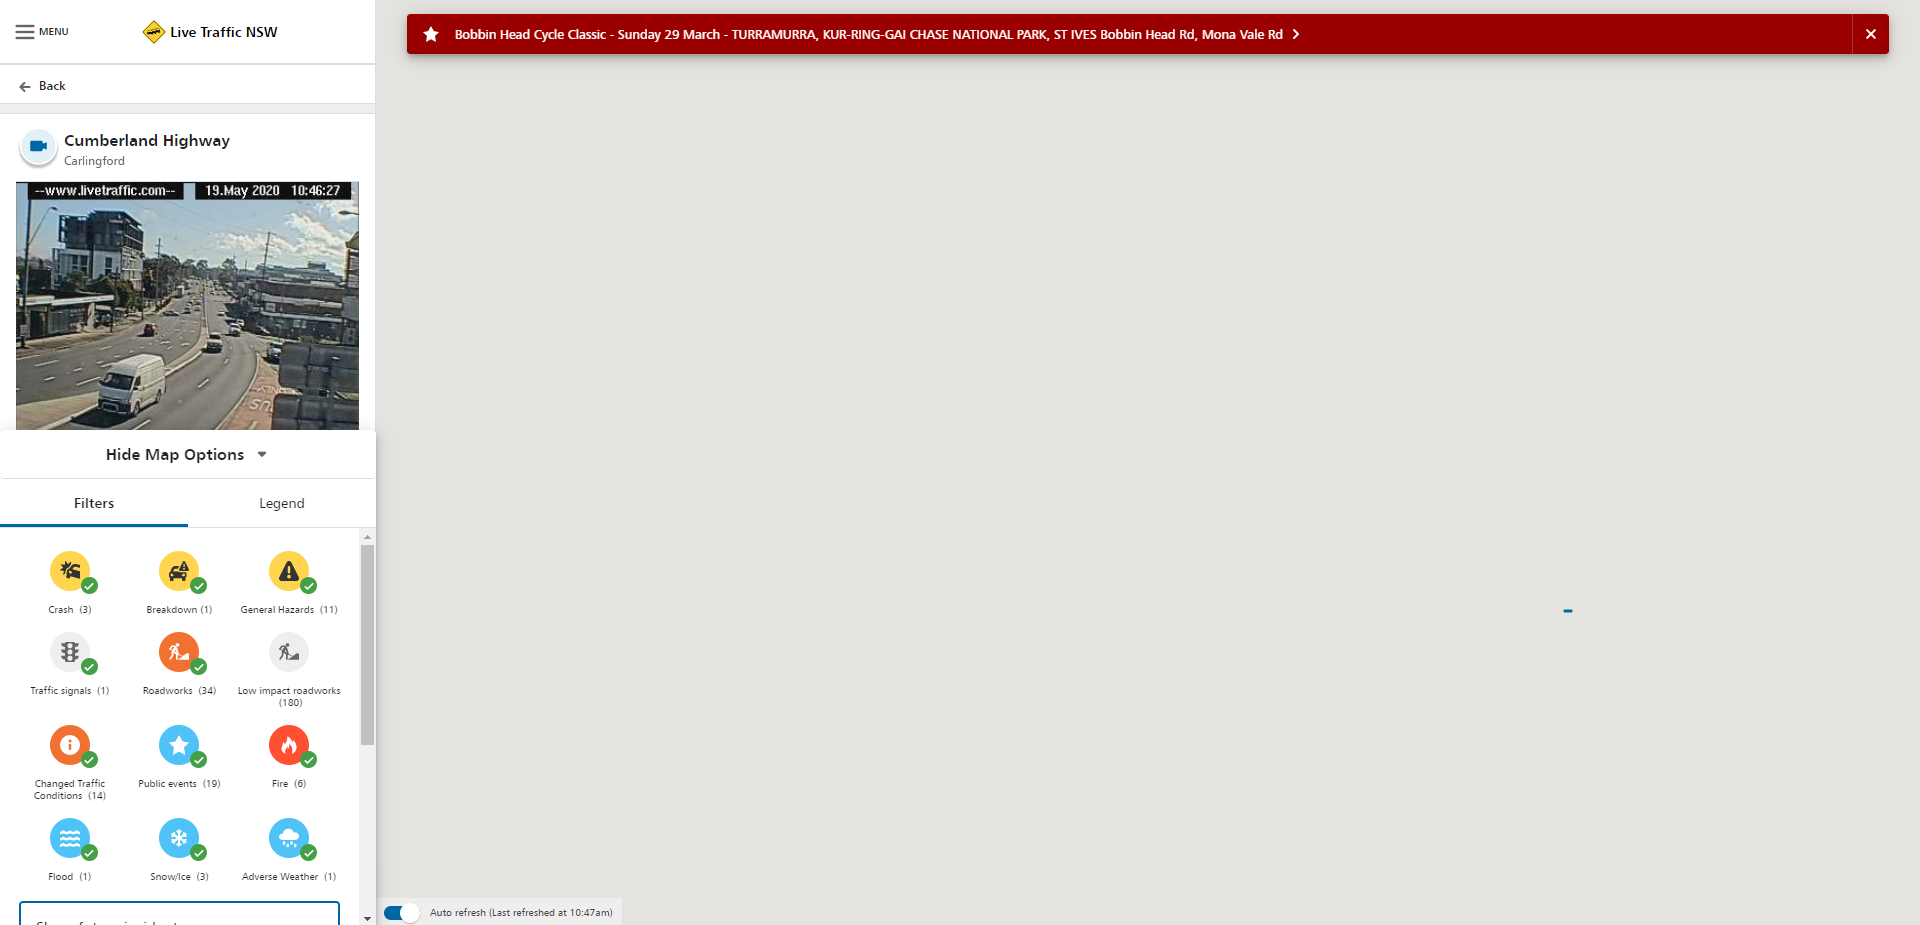 MENU
Live Traffic NSW
Bobbin Head Cycle Classic - Sunday 29 March - TURRAMURRA, KUR-RING-GAI CHASE NATIONAL PARK, ST IVES Bobbin Head Rd, Mona Vale Rd
Back
Cumberland Highway
Carlingford
--www.livetraffic.com-- 19.May 2020 10:46:27
Hide Map Options
Filters
Legend
Crash (3)
Breakdown (1)
General Hazards (11)
Traffic signals (1)
Roadworks (34)
Low impact roadworks
(180)
Changed Traffic
Conditions (14)
Public events (19)
Fire (6)
Flood (1)
Snow/Ice (3)
Adverse Weather (1)
Auto refresh (Last refreshed at 10:47am)